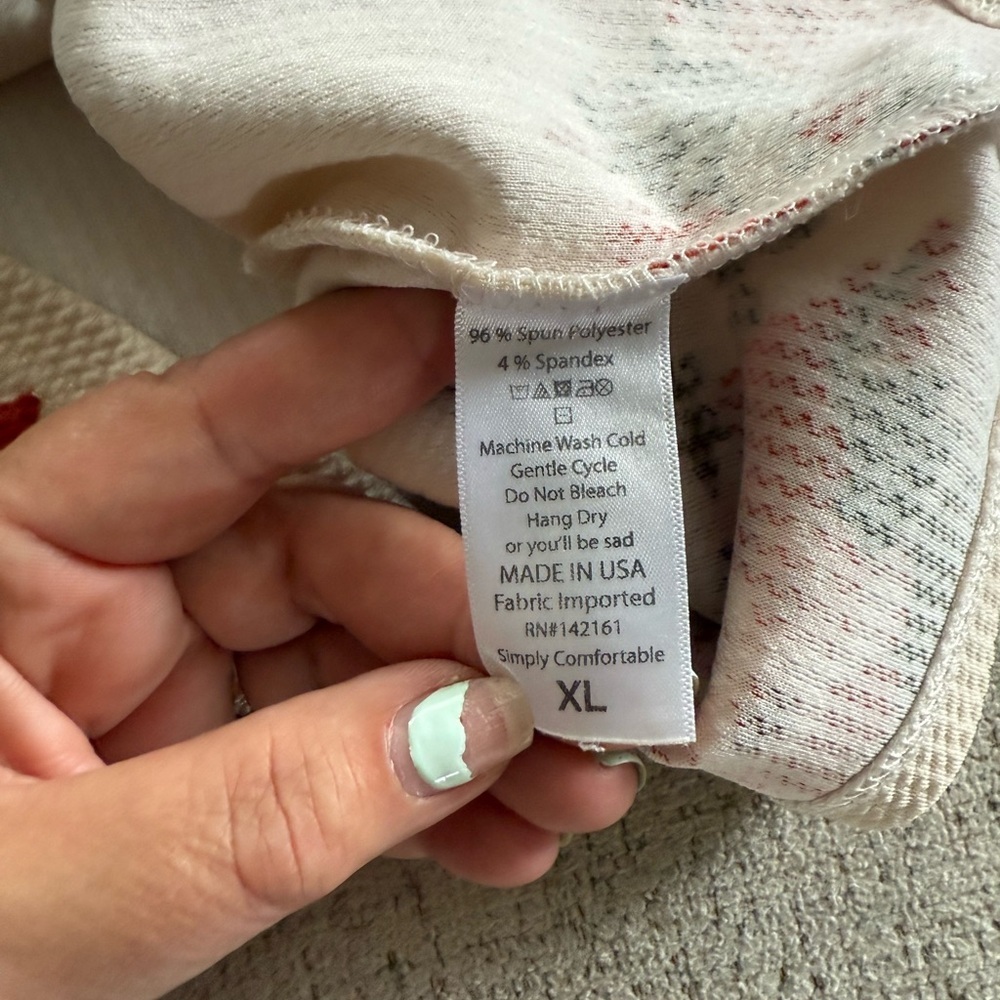 96 % Spun Polyester
4 % Spandex
Machine Wash Cold
Gentle Cycle
Do Not Bleach
Hang Dry
or you'll be sad
MADE IN USA
Fabric Imported
RN#142161
Simply Comfortable
XL